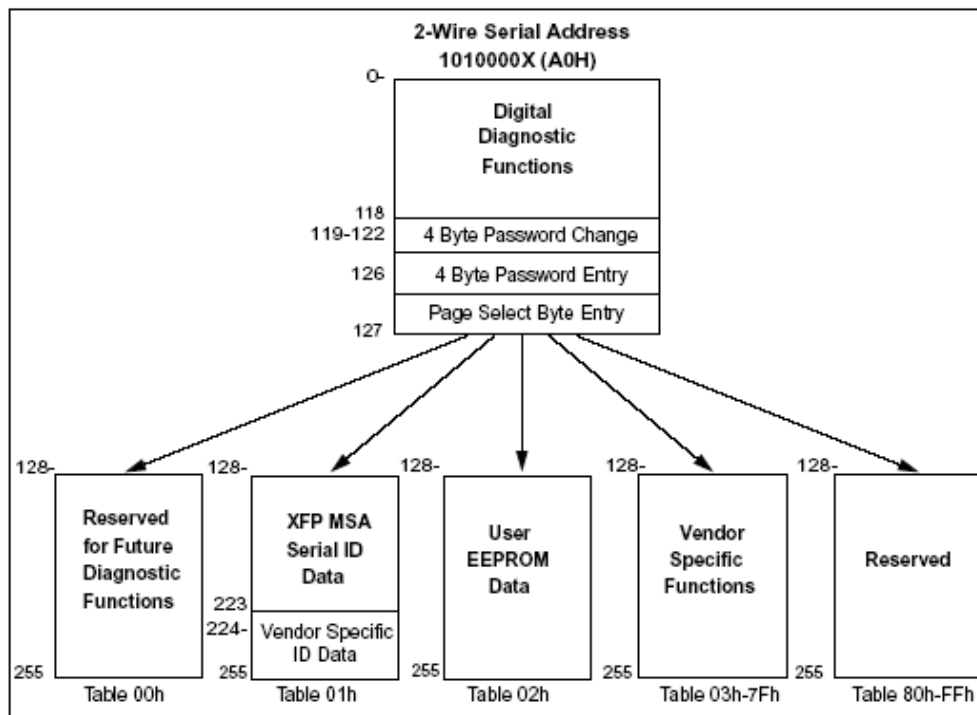 2-Wire Serial Address
1010000X (A0H)
0-
Digital
Diagnostic
Functions
118
119-122
4 Byte Password Change
126
4 Byte Password Entry
Page Select Byte Entry
127
128-
128-
128-
128-
128-
Reserved
for Future
Diagnostic
Functions
XFP MSA
Serial ID
Data
User
EEPROM
Data
Vendor
Specific
Functions
Reserved
223
224-
Vendor Specific
ID Data
255
255
255
255
255
Table 00h
Table 01h
Table 02h
Table 03h-7Fh
Table 80h-FFh